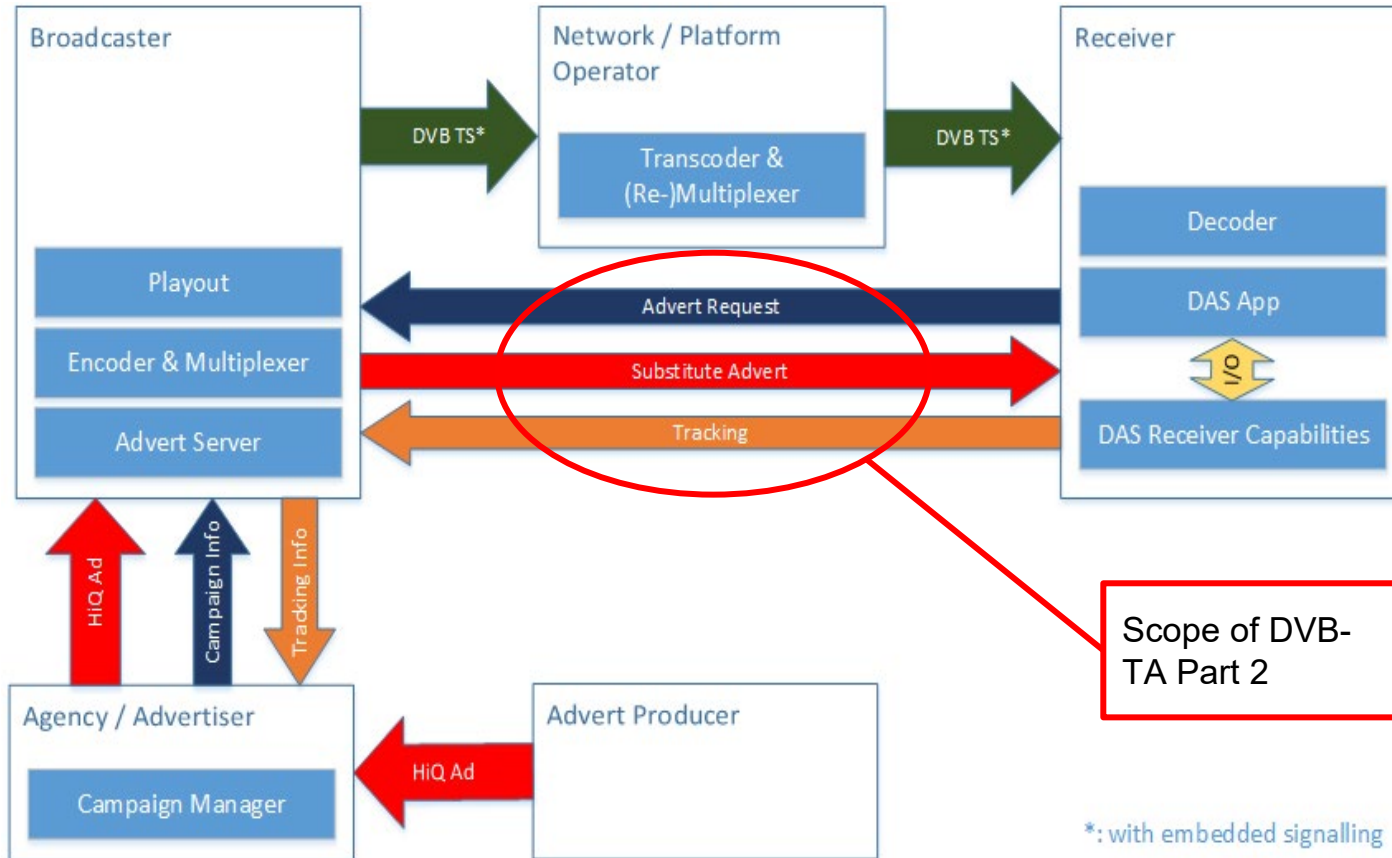 Broadcaster
Network / Platform
Operator
Receiver
DVB TS*
DVB TS*
Transcoder &
(Re-)Multiplexer
Decoder
Playout
Advert Request
DAS App
Encoder & Multiplexer
Substitute Advert
I/O
Advert Server
Tracking
DAS Receiver Capabilities
HiQ Ad
Campaign Info
Tracking Info
Scope of DVB-
TA Part 2
Agency / Advertiser
Advert Producer
HiQ Ad
Campaign Manager
*: with embedded signalling